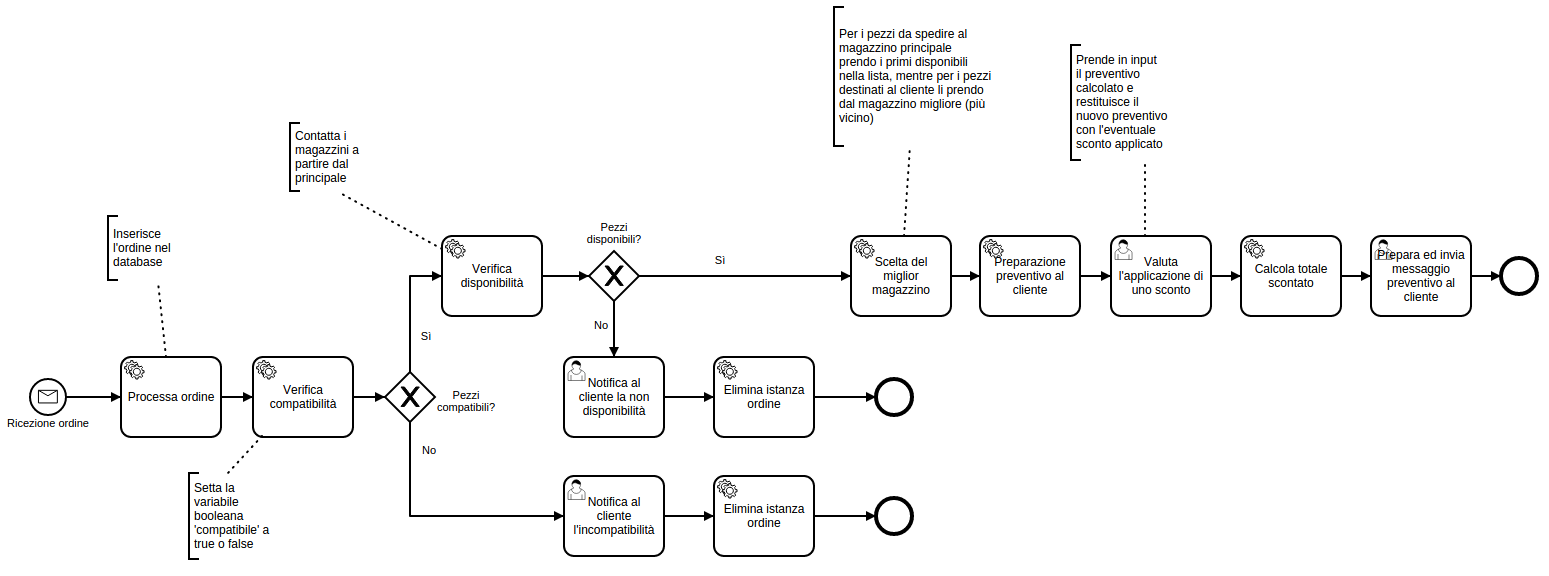 Per i pezzi da spedire al
magazzino principale
prendo i primi disponibili
nella lista, mentre per i pezzi
destinati al cliente li prendo
dal magazzino migliore (più
vicino)
Prende in input
il preventivo
calcolato e
restituisce il
nuovo preventivo
con l'eventuale
sconto applicato
Contatta i
magazzini a
partire dal
principale
Inserisce
l'ordine nel
database
Verifica
disponibilità
Pezzi
disponibili?
Sì
Scelta del
miglior
magazzino
Preparazione
preventivo al
cliente
Valuta
l'applicazione di
uno sconto
Calcola totale
scontato
Prepara ed invia
messaggio
preventivo al
cliente
No
Sì
Ricezione ordine
Processa ordine
Verifica
compatibilità
Pezzi
compatibili?
Notifica al
cliente la non
disponibilità
Elimina istanza
ordine
No
Setta la
variabile
booleana
'compatibile' a
true o false
Notifica al
cliente
l'incompatibilità
Elimina istanza
ordine